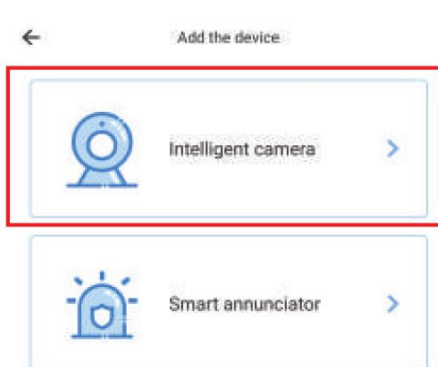 Add the device
Intelligent camera
Smart annunciator